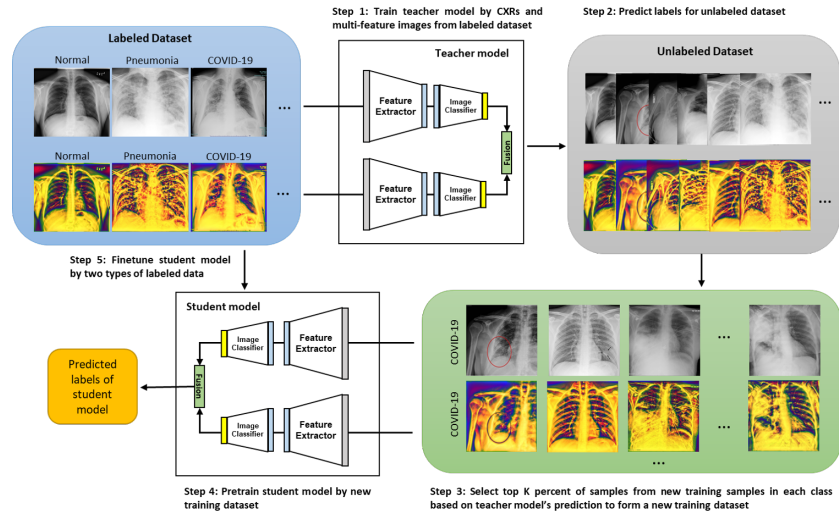 Step 1: Train teacher model by CXRs and
multi-feature images from labeled dataset
Step 2: Predict labels for unlabeled dataset
Labeled Dataset
Normal Pneumonia COVID-19
...
Normal Pneumonia COVID-19
...
Teacher model
Feature
Extractor
Image
Classifier
Fusion
Feature
Extractor
Image
Classifier
Unlabeled Dataset
...
...
Step 5: Finetune student model
by two types of labeled data
Student model
Image
Classifier
Feature
Extractor
Fusion
Image
Classifier
Feature
Extractor
Predicted
labels of
student
model
COVID-19
...
COVID-19
...
...
Step 4: Pretrain student model by new
training dataset
Step 3: Select top K percent of samples from new training samples in each class
based on teacher model's prediction to form a new training dataset